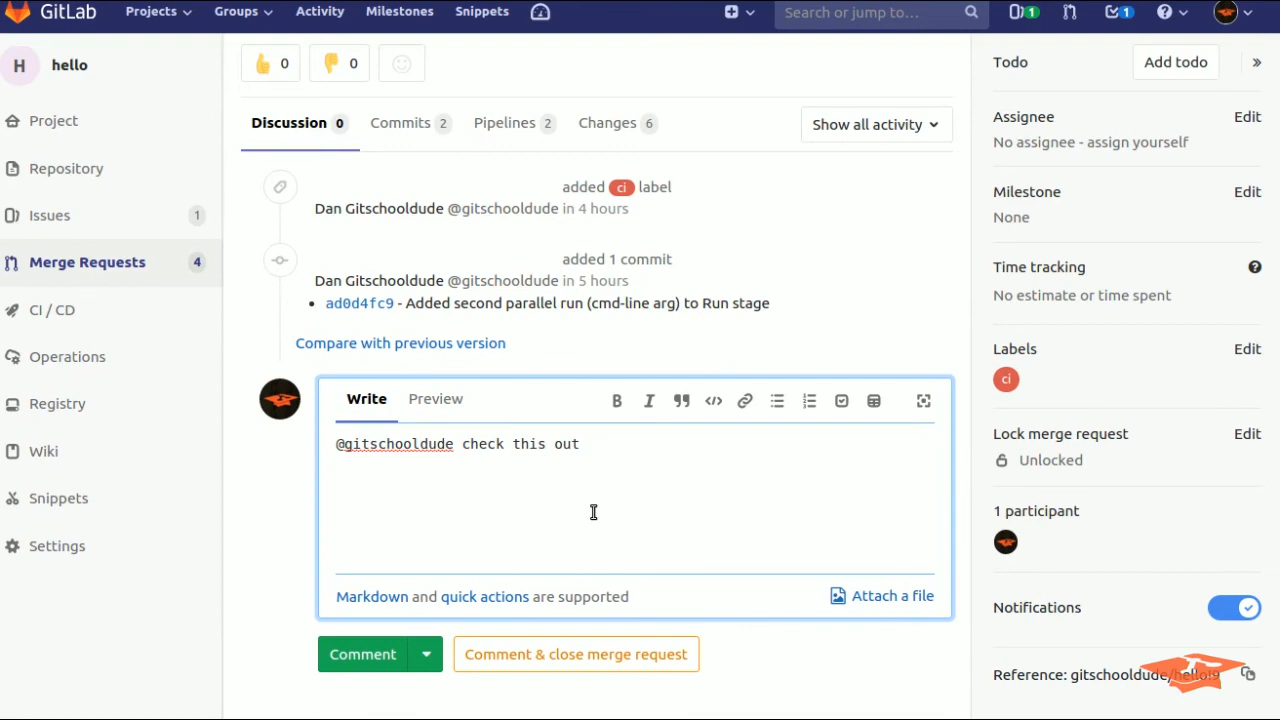 GitLab Projects Groups Activity Milestones Snippets Search or jump to... 1 1
H hello
Project
Repository
Issues 1
Merge Requests 4
CI / CD
Operations
Registry
Wiki
Snippets
Settings
0 0
Discussion 0 Commits 2 Pipelines 2 Changes 6 Show all activity
added ci label
Dan Gitschooldude @gitschooldude in 4 hours
added 1 commit
Dan Gitschooldude @gitschooldude in 5 hours
• ad0d4fc9 - Added second parallel run (cmd-line arg) to Run stage
Compare with previous version
Write Preview
@gitschooldude check this out
Markdown and quick actions are supported Attach a file
Comment Comment & close merge request
Todo Add todo
Assignee Edit
No assignee - assign yourself
Milestone Edit
None
Time tracking
No estimate or time spent
Labels Edit
ci
Lock merge request Edit
Unlocked
1 participant
Notifications
Reference: gitschooldude/hello!9